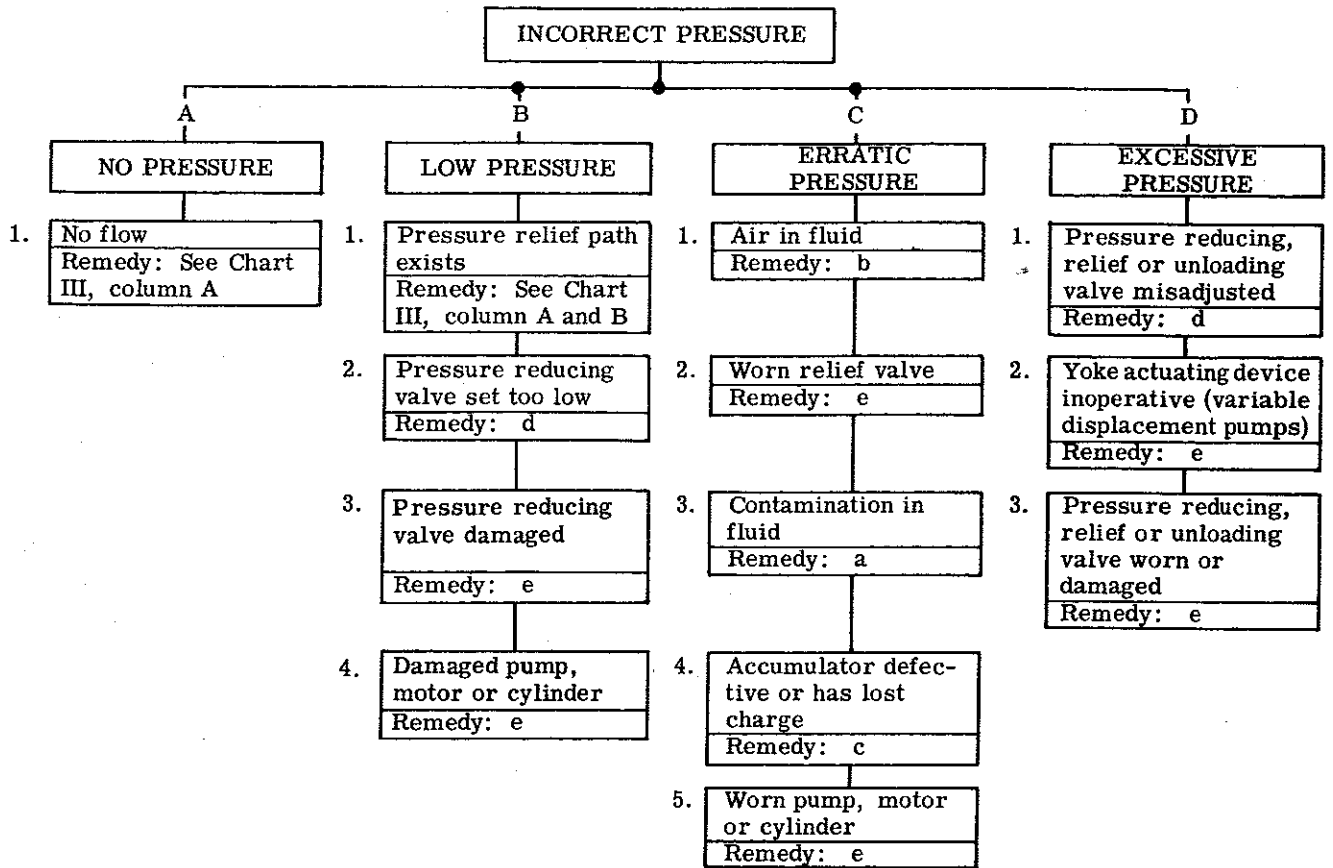 INCORRECT PRESSURE
A
B
C
D
NO PRESSURE
LOW PRESSURE
ERRATIC
PRESSURE
EXCESSIVE
PRESSURE
1.
No flow
Remedy: See Chart
III, column A
1.
Pressure relief path
exists
Remedy: See Chart
III, column A and B
2.
Pressure reducing
valve set too low
Remedy: d
3.
Pressure reducing
valve damaged
Remedy: e
4.
Damaged pump,
motor or cylinder
Remedy: e
1.
Air in fluid
Remedy: b
2.
Worn relief valve
Remedy: e
3.
Contamination in
fluid
Remedy: a
4.
Accumulator defec-
tive or has lost
charge
Remedy: c
5.
Worn pump, motor
or cylinder
Remedy: e
1.
Pressure reducing,
relief or unloading
valve misadjusted
Remedy: d
2.
Yoke actuating device
inoperative (variable
displacement pumps)
Remedy: e
3.
Pressure reducing,
relief or unloading
valve worn or
damaged
Remedy: e